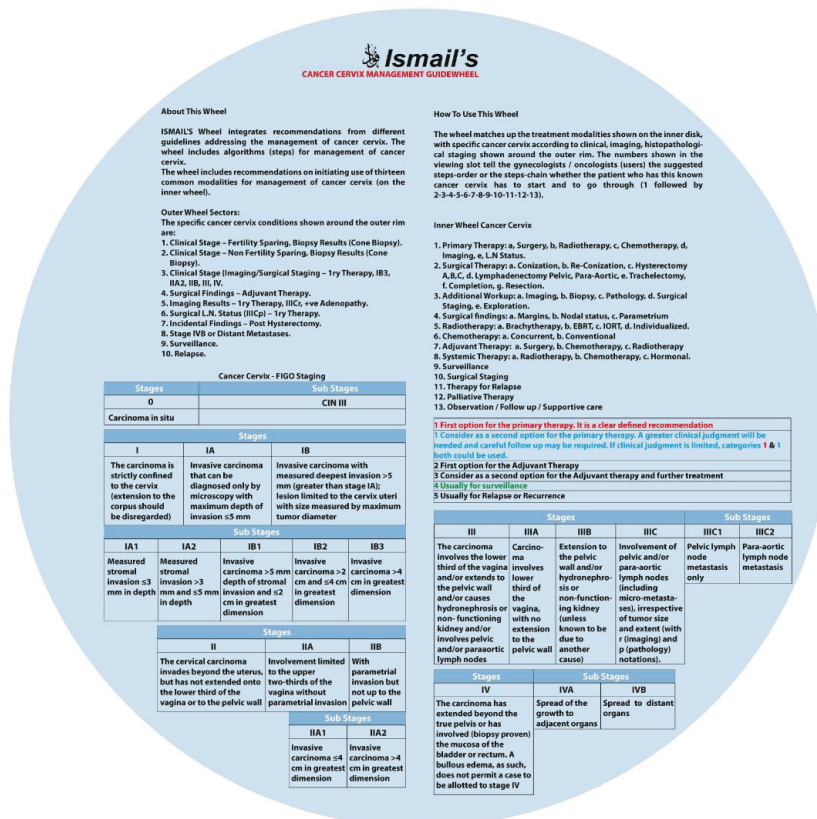 Ismail's
CANCER CERVIX MANAGEMENT GUIDEWHEEL
About This Wheel
ISMAIL'S Wheel integrates recommendations from different
guidelines addressing the management of cancer cervix. The
wheel includes algorithms (steps) for management of cancer
cervix.
The wheel includes recommendations on initiating use of thirteen
common modalities for management of cancer cervix (on the
inner wheel).
Outer Wheel Sectors:
The specific cancer cervix conditions shown around the outer rim
are:
1. Clinical Stage – Fertility Sparing, Biopsy Results (Cone Biopsy).
2. Clinical Stage – Non Fertility Sparing, Biopsy Results (Cone
Biopsy).
3. Clinical Stage (Imaging/Surgical Staging – 1ry Therapy, IB3,
IIA2, IIB, III, IV.
4. Surgical Findings – Adjuvant Therapy.
5. Imaging Results – 1ry Therapy, IIICr, +ve Adenopathy.
6. Surgical L.N. Status (IIICp) – 1ry Therapy.
7. Incidental Findings – Post Hysterectomy.
8. Stage IVB or Distant Metastases.
9. Surveillance.
10. Relapse.
Cancer Cervix - FIGO Staging
Stages
Sub Stages
0
CIN III
Carcinoma in situ
Stages
I
IA
IB
The carcinoma is
strictly confined
to the cervix
(extension to the
corpus should
be disregarded)
Invasive carcinoma
that can be
diagnosed only by
microscopy with
maximum depth of
invasion ≤5 mm
Invasive carcinoma with
measured deepest invasion >5
mm (greater than stage IA);
lesion limited to the cervix uteri
with size measured by maximum
tumor diameter
Sub Stages
IA1
IA2
IB1
IB2
IB3
Measured
stromal
invasion ≤3
mm in depth
Measured
stromal
invasion >3
mm and ≤5 mm
in depth
Invasive
carcinoma >5 mm
depth of stromal
invasion and ≤2
cm in greatest
dimension
Invasive
carcinoma >2
cm and ≤4 cm
in greatest
dimension
Invasive
carcinoma >4
cm in greatest
dimension
Stages
II
IIA
IIB
The cervical carcinoma
invades beyond the uterus,
but has not extended onto
the lower third of the
vagina or to the pelvic wall
Involvement limited
to the upper
two-thirds of the
vagina without
parametrial invasion
With
parametrial
invasion but
not up to the
pelvic wall
Sub Stages
IIA1
IIA2
Invasive
carcinoma ≤4
cm in greatest
dimension
Invasive
carcinoma >4
cm in greatest
dimension
How To Use This Wheel
The wheel matches up the treatment modalities shown on the inner disk,
with specific cancer cervix according to clinical, imaging, histopathologi-
cal staging shown around the outer rim. The numbers shown in the
viewing slot tell the gynecologists / oncologists (users) the suggested
steps-order or the steps-chain whether the patient who has this known
cancer cervix has to start and to go through (1 followed by
2-3-4-5-6-7-8-9-10-11-12-13).
Inner Wheel Cancer Cervix
1. Primary Therapy: a, Surgery, b, Radiotherapy, c, Chemotherapy, d,
Imaging, e, L.N Status.
2. Surgical Therapy: a. Conization, b. Re-Conization, c. Hysterectomy
A,B,C, d. Lymphadenectomy Pelvic, Para-Aortic, e. Trachelectomy,
f. Completion, g. Resection.
3. Additional Workup: a. Imaging, b. Biopsy, c. Pathology, d. Surgical
Staging, e. Exploration.
4. Surgical findings: a. Margins, b. Nodal status, c. Parametrium
5. Radiotherapy: a. Brachytherapy, b. EBRT, c. IORT, d. Individualized.
6. Chemotherapy: a. Concurrent, b. Conventional
7. Adjuvant Therapy: a. Surgery, b. Chemotherapy, c. Radiotherapy
8. Systemic Therapy: a. Radiotherapy, b. Chemotherapy, c. Hormonal.
9. Surveillance
10. Surgical Staging
11. Therapy for Relapse
12. Palliative Therapy
13. Observation / Follow up / Supportive care
1 First option for the primary therapy. It is a clear defined recommendation
1 Consider as a second option for the primary therapy. A greater clinical judgment will be
needed and careful follow up may be required. If clinical judgment is limited, categories 1 & 1
both could be used.
2 First option for the Adjuvant Therapy
3 Consider as a second option for the Adjuvant therapy and further treatment
4 Usually for surveillance
5 Usually for Relapse or Recurrence
Stages
Sub Stages
III
IIIA
IIIB
IIIC
IIIC1
IIIC2
The carcinoma
involves the lower
third of the vagina
and/or extends to
the pelvic wall
and/or causes
hydronephrosis or
non- functioning
kidney and/or
involves pelvic
and/or paraaortic
lymph nodes
Carcino-
ma
involves
lower
third of
the
vagina,
with no
extension
to the
pelvic wall
Extension to
the pelvic
wall and/or
hydronephro-
sis or
non-function-
ing kidney
(unless
known to be
due to
another
cause)
Involvement of
pelvic and/or
para-aortic
lymph nodes
(including
micro-metasta-
ses), irrespective
of tumor size
and extent (with
r (imaging) and
p (pathology)
notations).
Pelvic lymph
node
metastasis
only
Para-aortic
lymph node
metastasis
Stages
Sub Stages
IV
IVA
IVB
The carcinoma has
extended beyond the
true pelvis or has
involved (biopsy proven)
the mucosa of the
bladder or rectum. A
bullous edema, as such,
does not permit a case to
be allotted to stage IV
Spread of the
growth to
adjacent organs
Spread to distant
organs